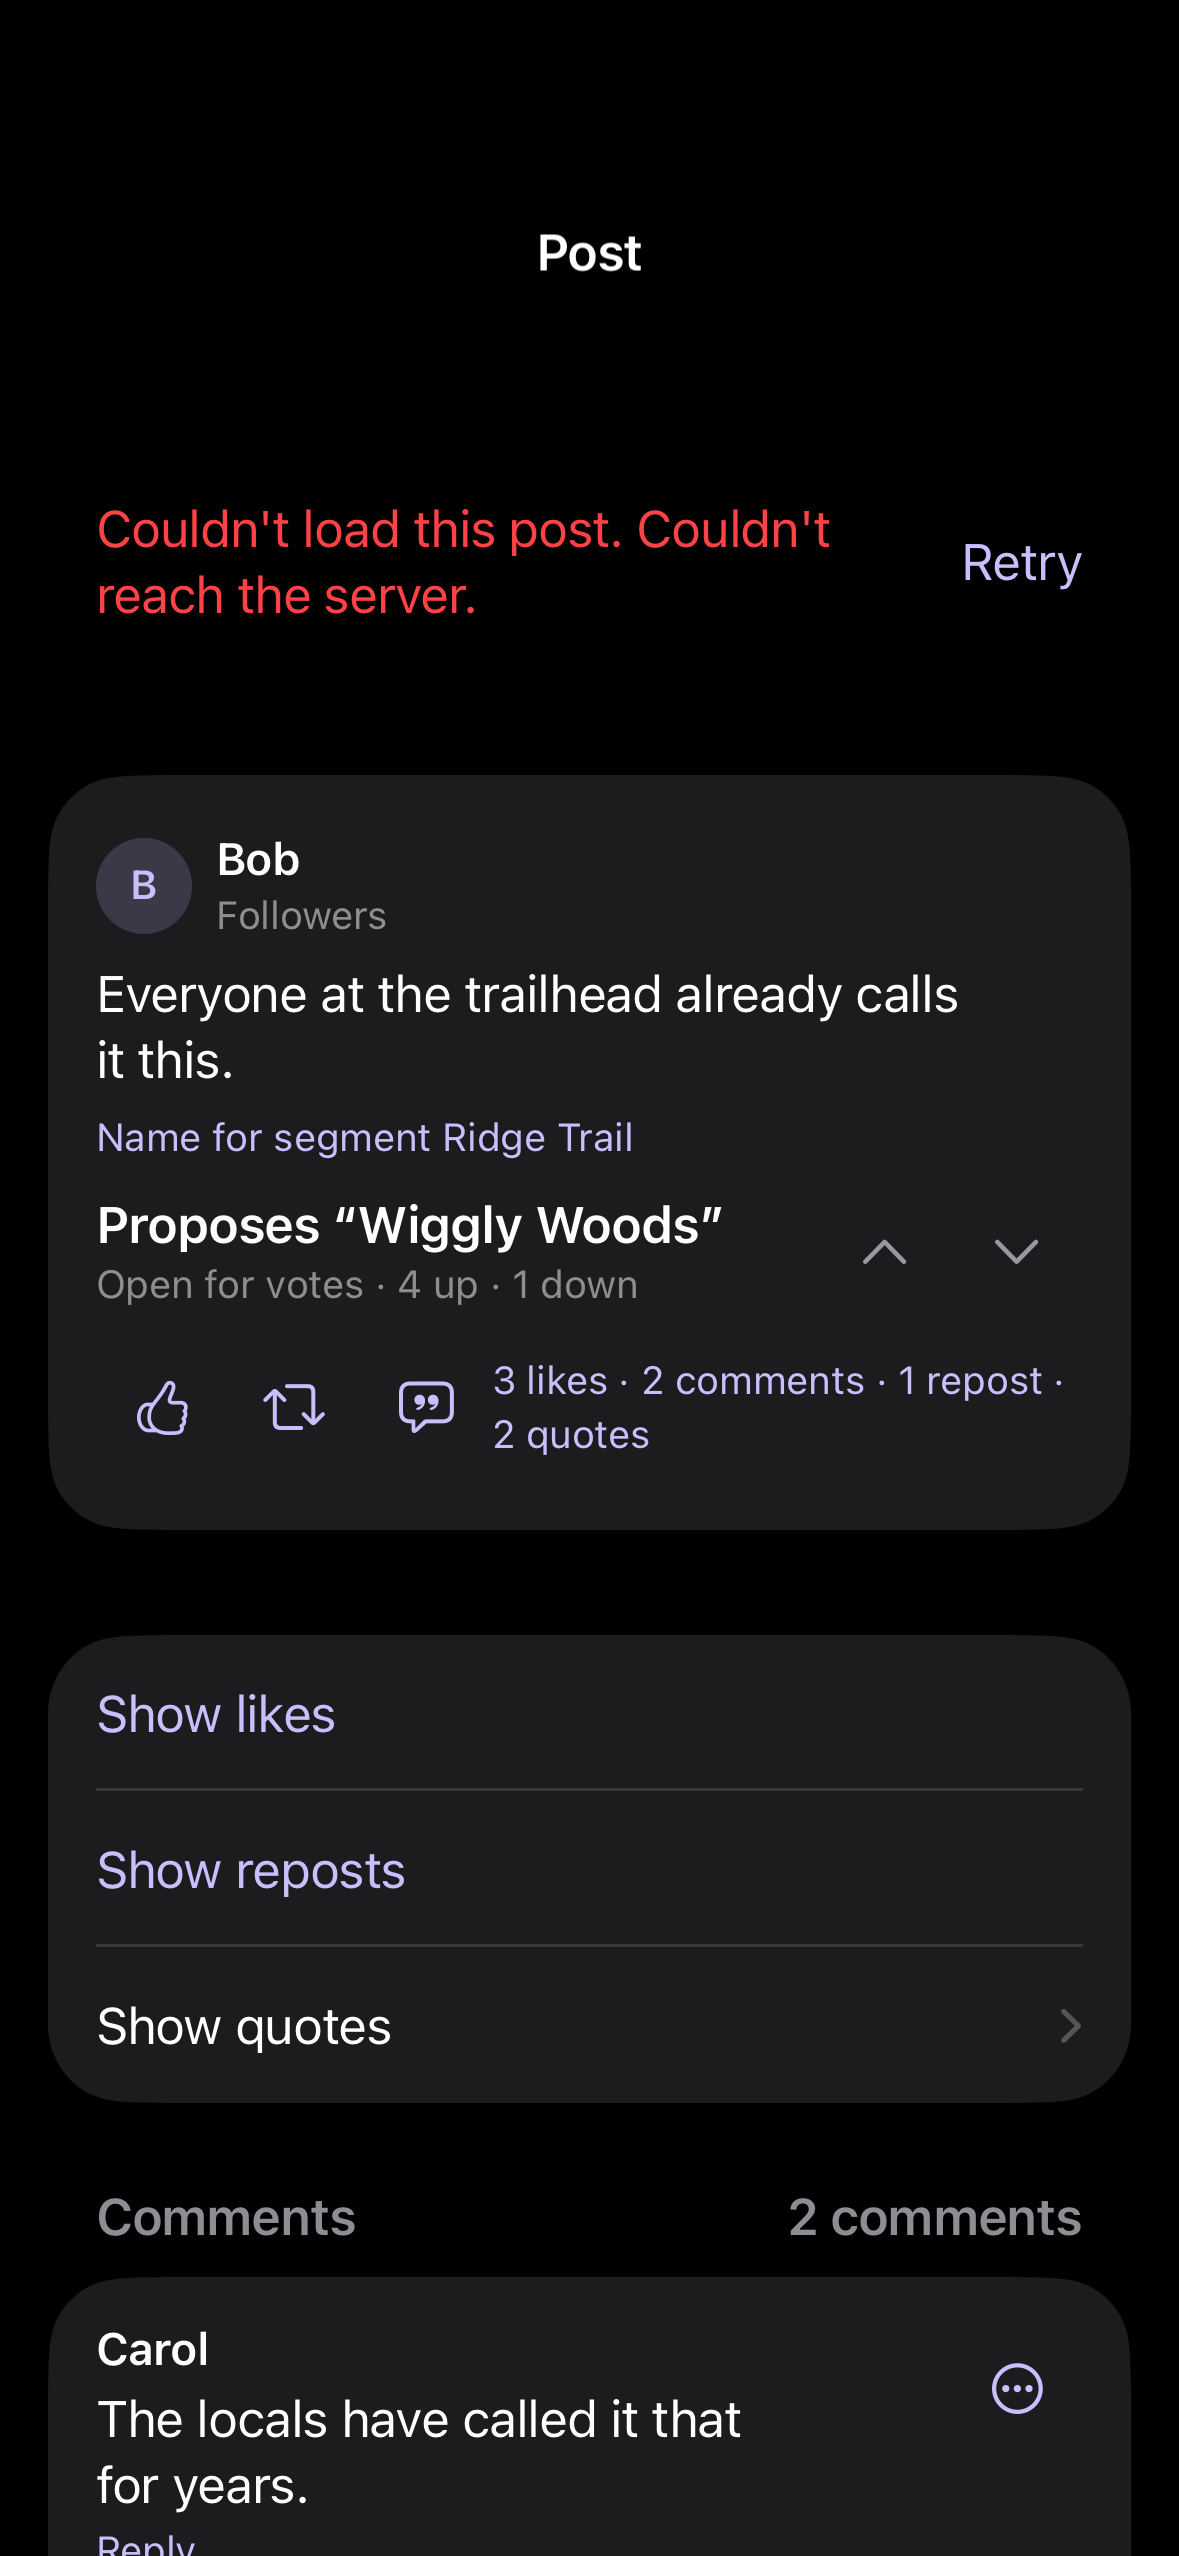 Post
Couldn't load this post. Couldn't
reach the server.
Retry
B
Bob
Followers
Everyone at the trailhead already calls
it this.
Name for segment Ridge Trail
Proposes “Wiggly Woods”
Open for votes · 4 up · 1 down
3 likes · 2 comments · 1 repost ·
2 quotes
Show likes
Show reposts
Show quotes
Comments
2 comments
Carol
The locals have called it that
for years.
Reply